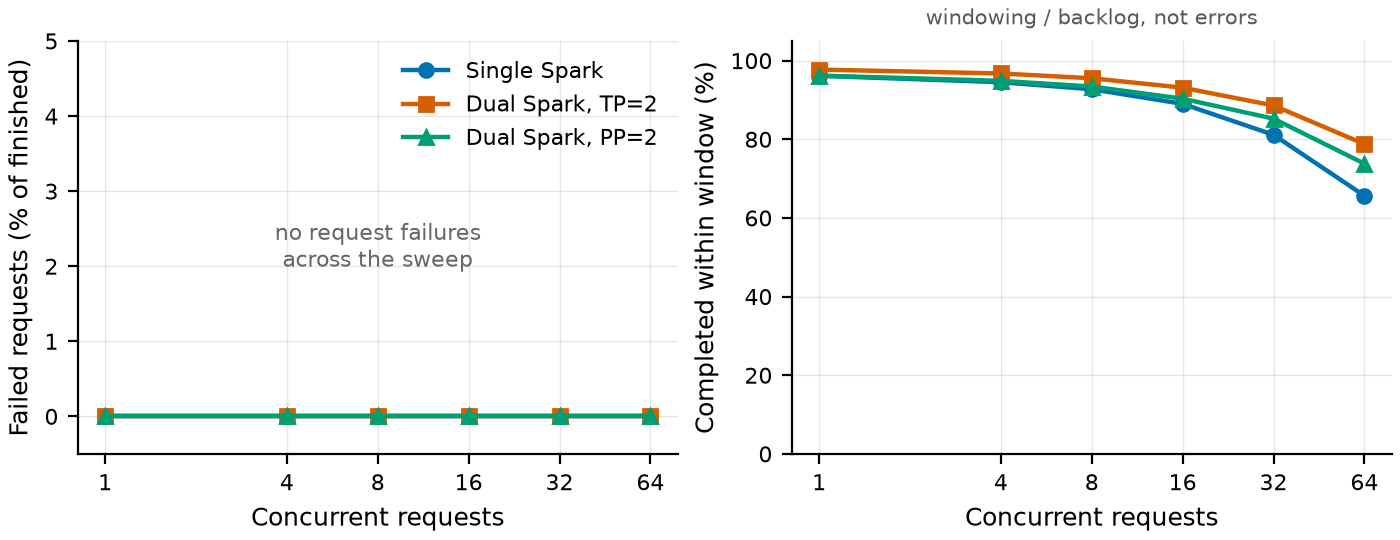 Failed requests (% of finished)
5
4
3
2
1
0
Single Spark
Dual Spark, TP=2
Dual Spark, PP=2
no request failures
across the sweep
1 4 8 16 32 64
Concurrent requests
windowing / backlog, not errors
Completed within window (%)
100
80
60
40
20
0
1 4 8 16 32 64
Concurrent requests